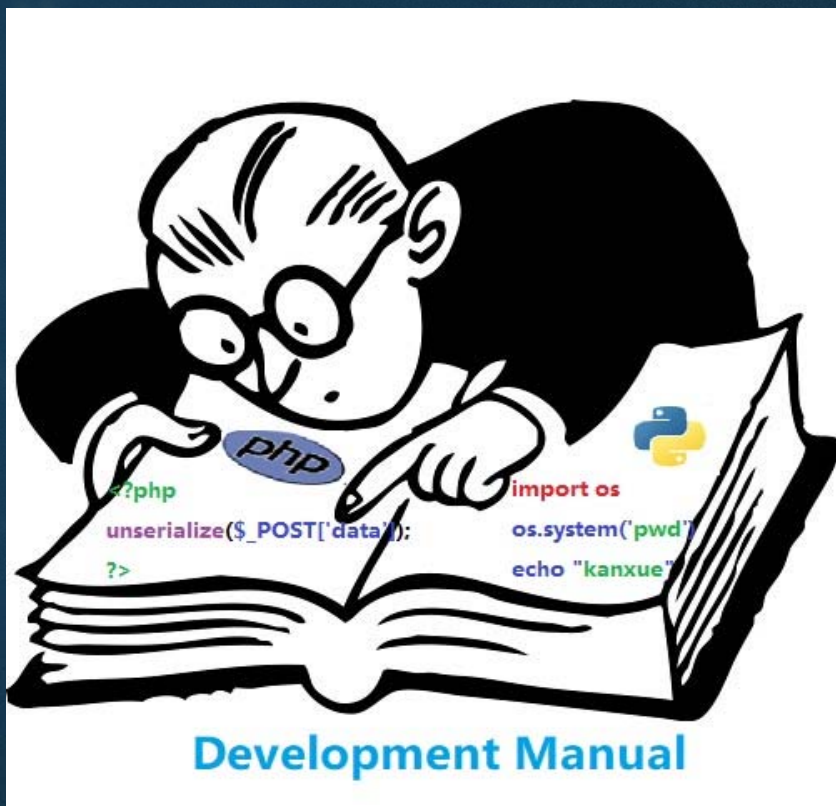 php
<?php
unserialize($_POST['data']);
?>
import os
os.system('pwd')
echo "kanxue"
Development Manual